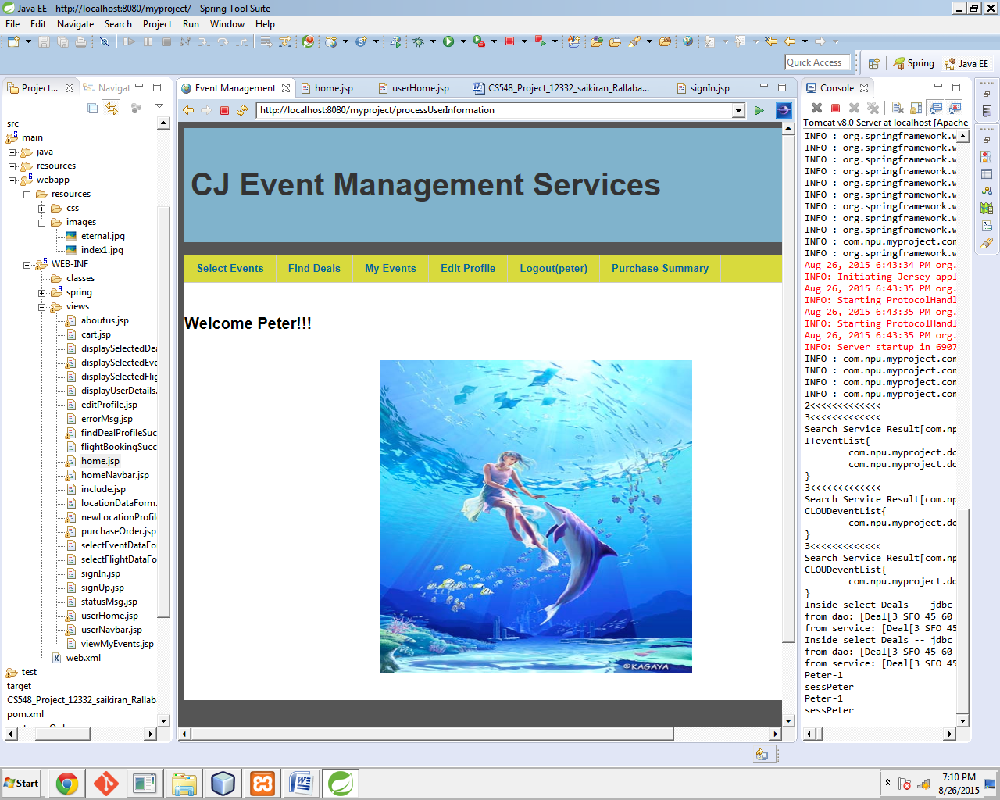 Java EE - http://localhost:8080/myproject/ - Spring Tool Suite
File Edit Navigate Search Project Run Window Help
Quick Access
Spring
Java EE
Project...
Navigat
src
main
java
resources
webapp
resources
css
images
eternal.jpg
index1.jpg
WEB-INF
classes
spring
views
aboutus.jsp
cart.jsp
displaySelectedDea
displaySelectedEve
displaySelectedFlig
displayUserDetails.
editProfile.jsp
errorMsg.jsp
findDealProfileSuc
flightBookingSucc
home.jsp
homeNavbar.jsp
include.jsp
locationDataForm.
newLocationProfile
purchaseOrder.jsp
selectEventDataFo
selectFlightDataFo
signIn.jsp
signUp.jsp
statusMsg.jsp
userHome.jsp
userNavbar.jsp
viewMyEvents.jsp
web.xml
test
target
CS548_Project_12332_saikiran_Rallab
pom.xml
Event Management
home.jsp
userHome.jsp
CS548_Project_12332_saikiran_Rallaba...
signIn.jsp
http://localhost:8080/myproject/processUserInformation
CJ Event Management Services
Select Events Find Deals My Events Edit Profile Logout(peter) Purchase Summary
Welcome Peter!!!
©KAGAYA
Console
Tomcat v8.0 Server at localhost [Apache
INFO : org.springframework.w
INFO : org.springframework.w
INFO : org.springframework.w
INFO : org.springframework.w
INFO : org.springframework.w
INFO : org.springframework.w
INFO : org.springframework.w
INFO : org.springframework.w
INFO : org.springframework.w
INFO : com.npu.myproject.con
INFO : org.springframework.w
Aug 26, 2015 6:43:34 PM org.
INFO: Initiating Jersey appl
Aug 26, 2015 6:43:35 PM org.
INFO: Starting ProtocolHandl
Aug 26, 2015 6:43:35 PM org.
INFO: Starting ProtocolHandl
Aug 26, 2015 6:43:35 PM org.
INFO: Server startup in 6907
INFO : com.npu.myproject.con
INFO : com.npu.myproject.con
INFO : com.npu.myproject.con
INFO : com.npu.myproject.con
2<<<<<<<<<<<<<
3<<<<<<<<<<<<<
Search Service Result[com.np
ITeventList{
com.npu.myproject.dc
com.npu.myproject.dc
}
3<<<<<<<<<<<<<
Search Service Result[com.np
CLOUDeventList{
com.npu.myproject.dc
}
3<<<<<<<<<<<<<
Search Service Result[com.np
CLOUDeventList{
com.npu.myproject.dc
}
Inside select Deals -- jdbc
from dao: [Deal[3 SFO 45 60
from service: [Deal[3 SFO 45
Inside select Deals -- jdbc
from dao: [Deal[3 SFO 45 60
from service: [Deal[3 SFO 45
Peter-1
sessPeter
Peter-1
sessPeter
Start
7:10 PM
8/26/2015